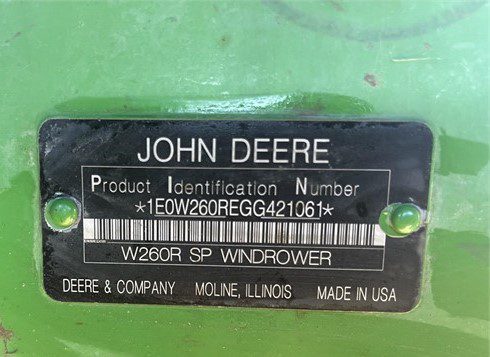 JOHN DEERE
Product Identification Number
*1E0W260REGG421061*
W260R SP WINDROWER
DEERE & COMPANY MOLINE, ILLINOIS MADE IN USA